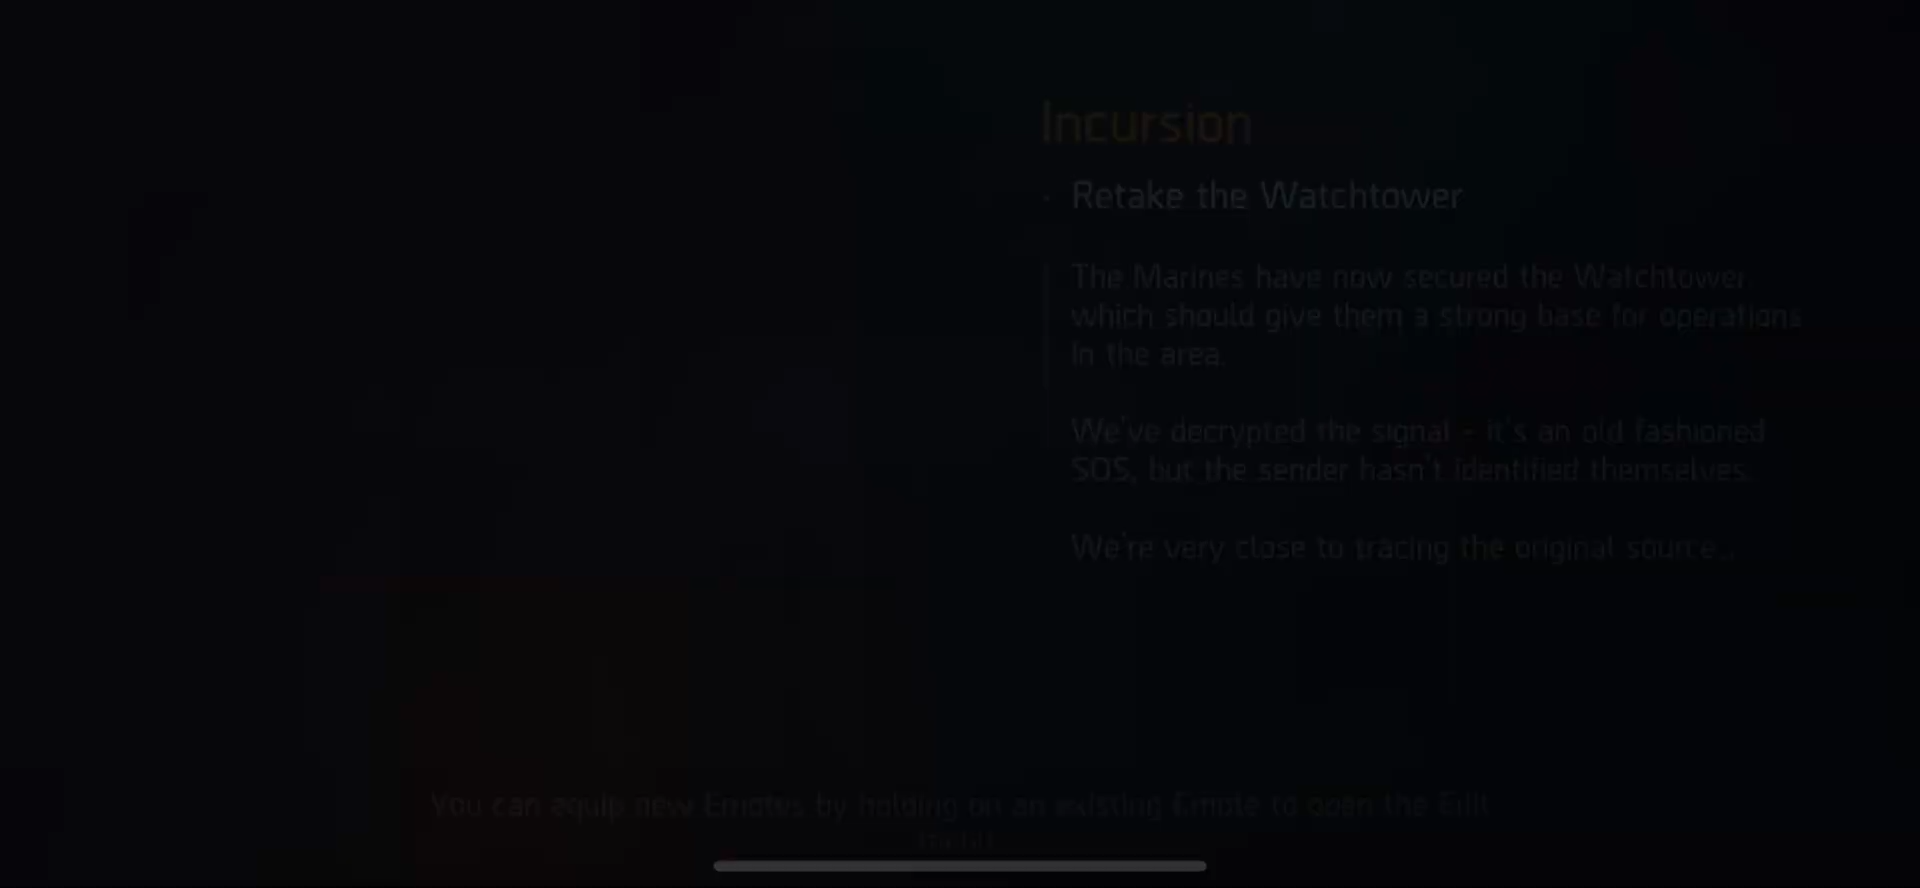 Incursion
Retake the Watchtower
The Marines have now secured the Watchtower
which should give them a strong base for operations
in the area.
We've decrypted the signal - it's an old fashioned
SOS, but the sender hasn't identified themselves.
We're very close to tracing the original source...
You can equip new Emotes by holding on an existing Emote to open the Edit
menu.